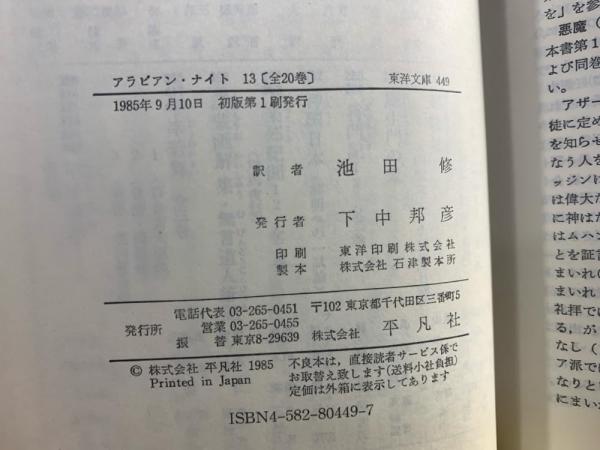 アラビアン・ナイト 13〔全20巻〕 東洋文庫 449
1985年9月10日 初版第1刷発行
訳者 池田修
発行者 下中邦彦
印刷 東洋印刷株式会社
製本 株式会社石津製本所
発行所
電話代表 03-265-0451
営業 03-265-0455
振替 東京8-29639
〒102 東京都千代田区三番町5
株式会社 平凡社
© 株式会社 平凡社 1985
Printed in Japan
不良本は,直接読者サービス係で
お取替え致します(送料小社負担)
定価は外箱に表示してあります
ISBN4-582-80449-7
を」を参
悪魔(
本書第1
よび同巻
い。
アザー
徒に定め
を知らせ
なう人を
ッジンに
は偉大
に神は
はムハン
とを証言
まいれ(
まいれ
礼拝で
る,が
なし(
ア派で
なりと
にまい